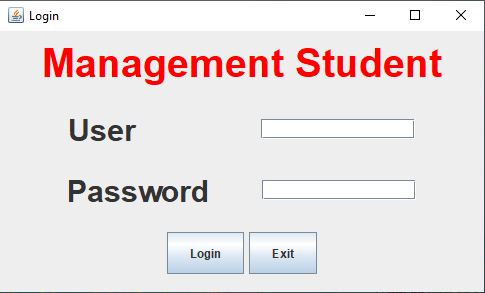 Login
Management Student
User
Password
Login Exit